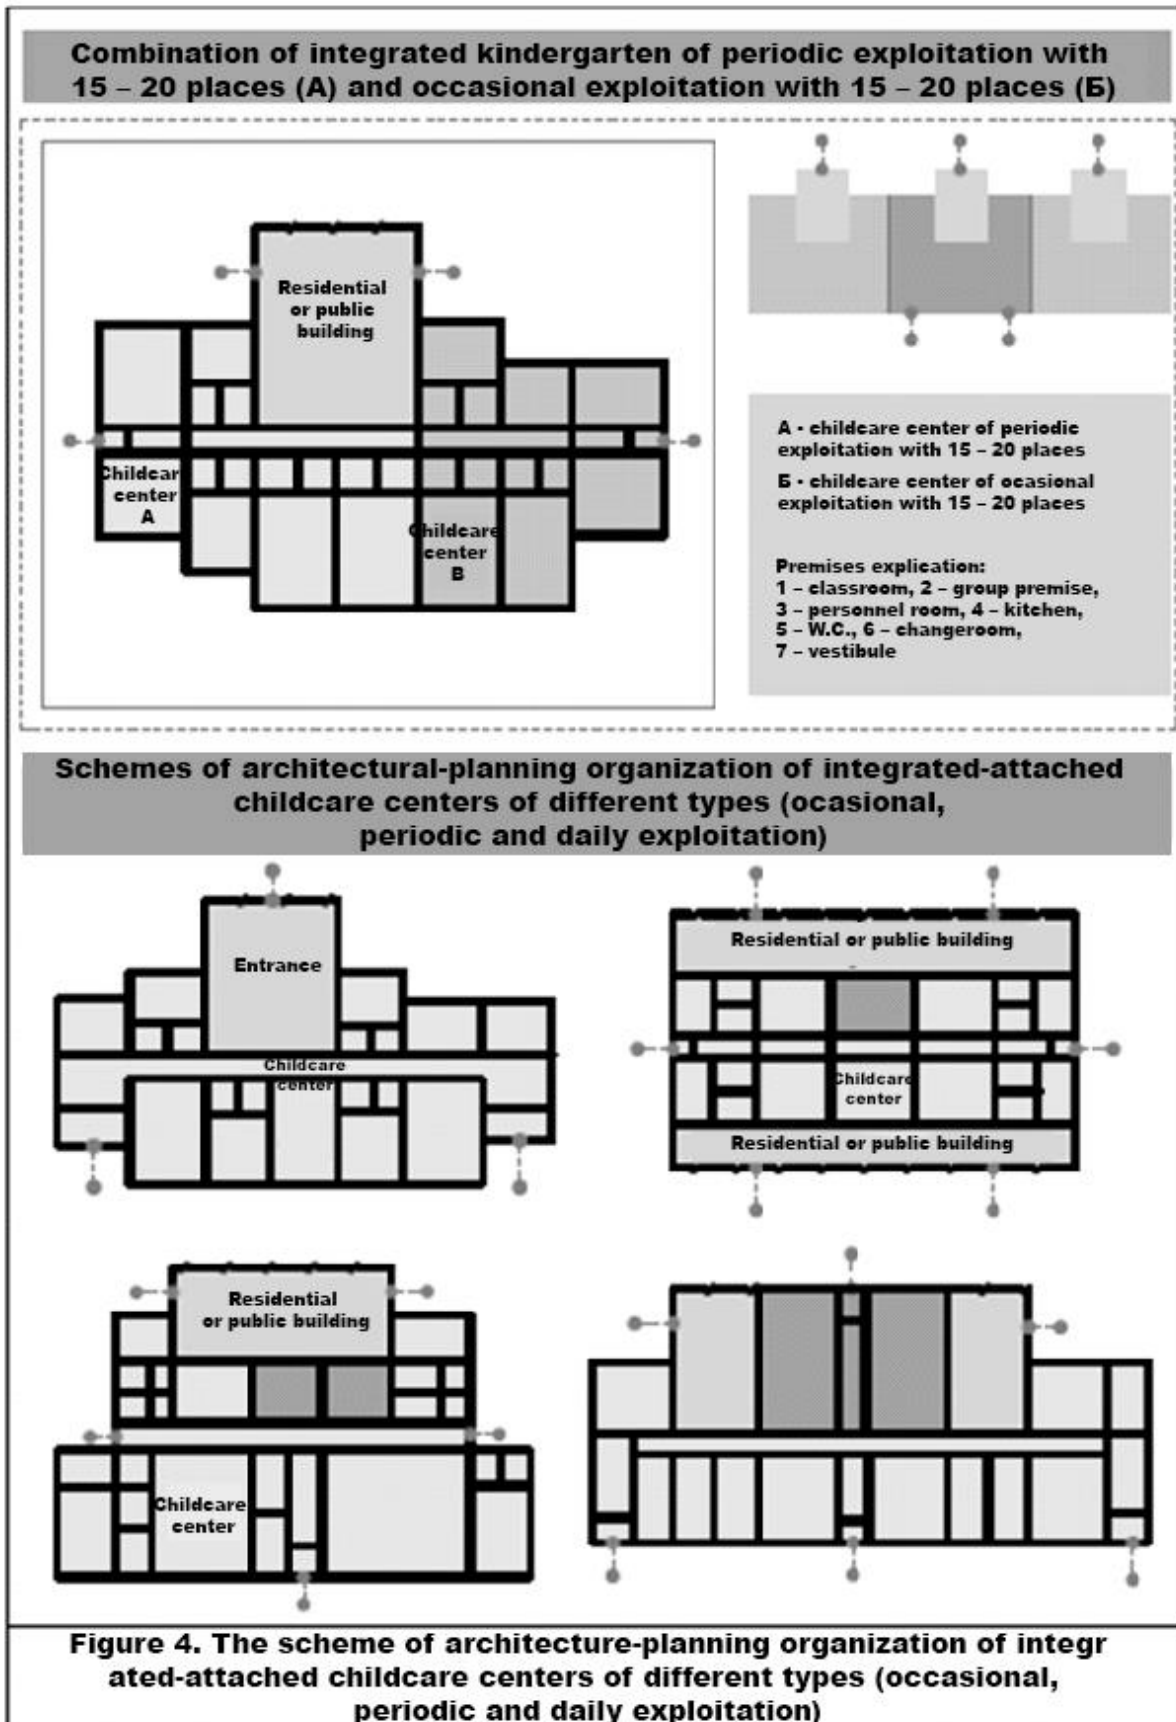 Combination of integrated kindergarten of periodic exploitation with
15 – 20 places (А) and occasional exploitation with 15 – 20 places (Б)
Residential
or public
building
Childcar
center
A
Childcare
center
B
А - childcare center of periodic
exploitation with 15 – 20 places
Б - childcare center of ocasional
exploitation with 15 – 20 places
Premises explication:
1 – classroom, 2 – group premise,
3 – personnel room, 4 – kitchen,
5 – W.C., 6 – changeroom,
7 – vestibule
Schemes of architectural-planning organization of integrated-attached
childcare centers of different types (ocasional,
periodic and daily exploitation)
Entrance
Childcare
center
Residential or public building
Childcare
center
Residential or public building
Residential
or public building
Childcare
center
Figure 4. The scheme of architecture-planning organization of integr
ated-attached childcare centers of different types (occasional,
periodic and daily exploitation)